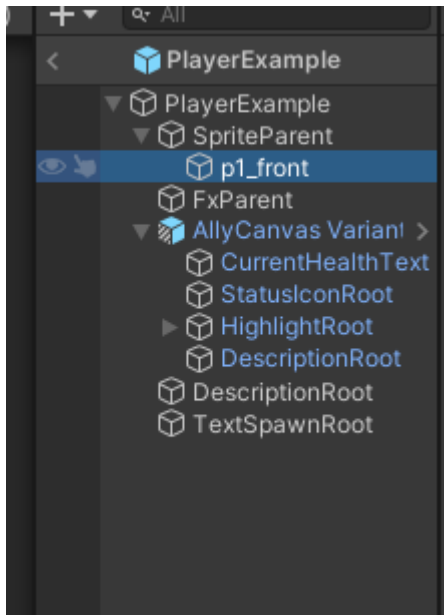 All
PlayerExample
PlayerExample
SpriteParent
p1_front
FxParent
AllyCanvas Variant
CurrentHealthText
StatusIconRoot
HighlightRoot
DescriptionRoot
DescriptionRoot
TextSpawnRoot